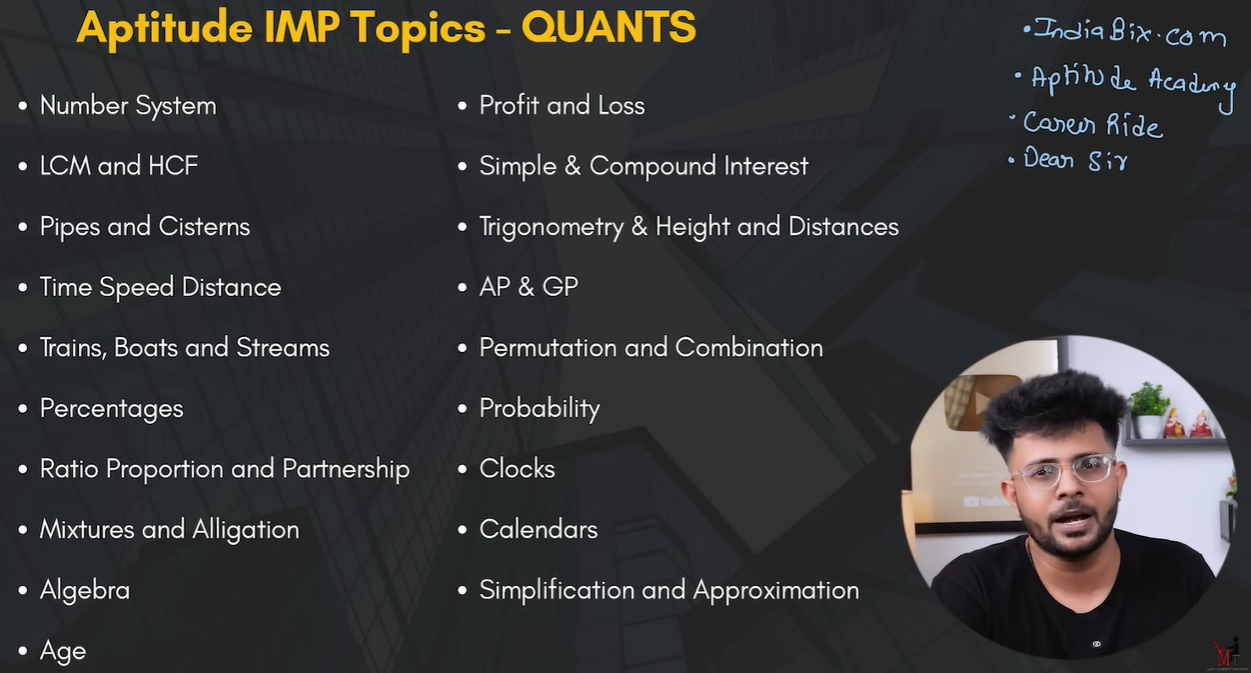 Aptitude IMP Topics - QUANTS
• Number System
• LCM and HCF
• Pipes and Cisterns
• Time Speed Distance
• Trains, Boats and Streams
• Percentages
• Ratio Proportion and Partnership
• Mixtures and Alligation
• Algebra
• Age
• Profit and Loss
• Simple & Compound Interest
• Trigonometry & Height and Distances
• AP & GP
• Permutation and Combination
• Probability
• Clocks
• Calendars
• Simplification and Approximation
• IndiaBix.com
• Aptitude Academy
• Career Ride
• Dear Sir